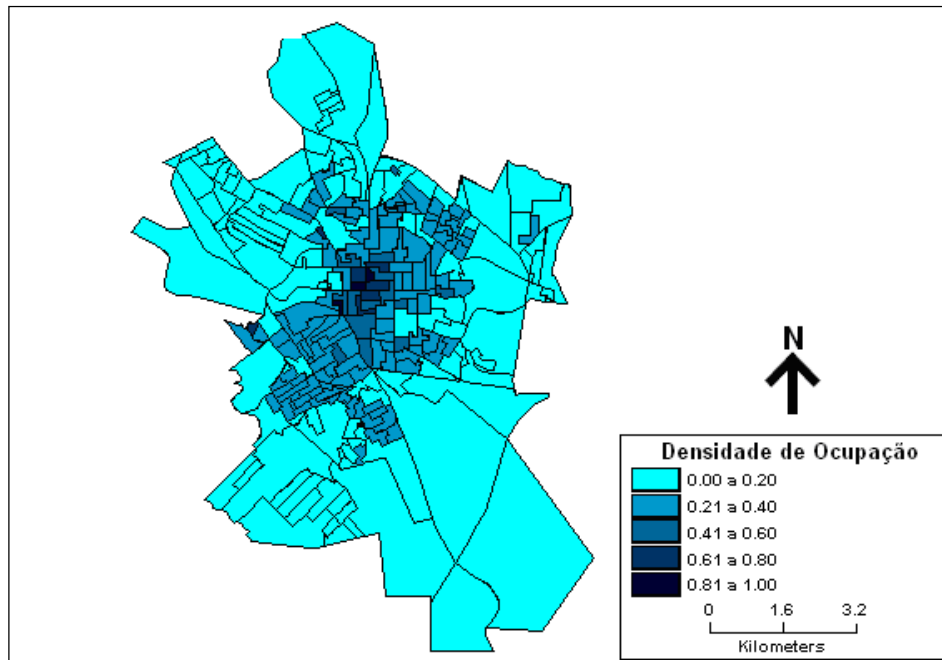 N
Densidade de Ocupação
0.00 a 0.20
0.21 a 0.40
0.41 a 0.60
0.61 a 0.80
0.81 a 1.00
0 1.6 3.2
Kilometers